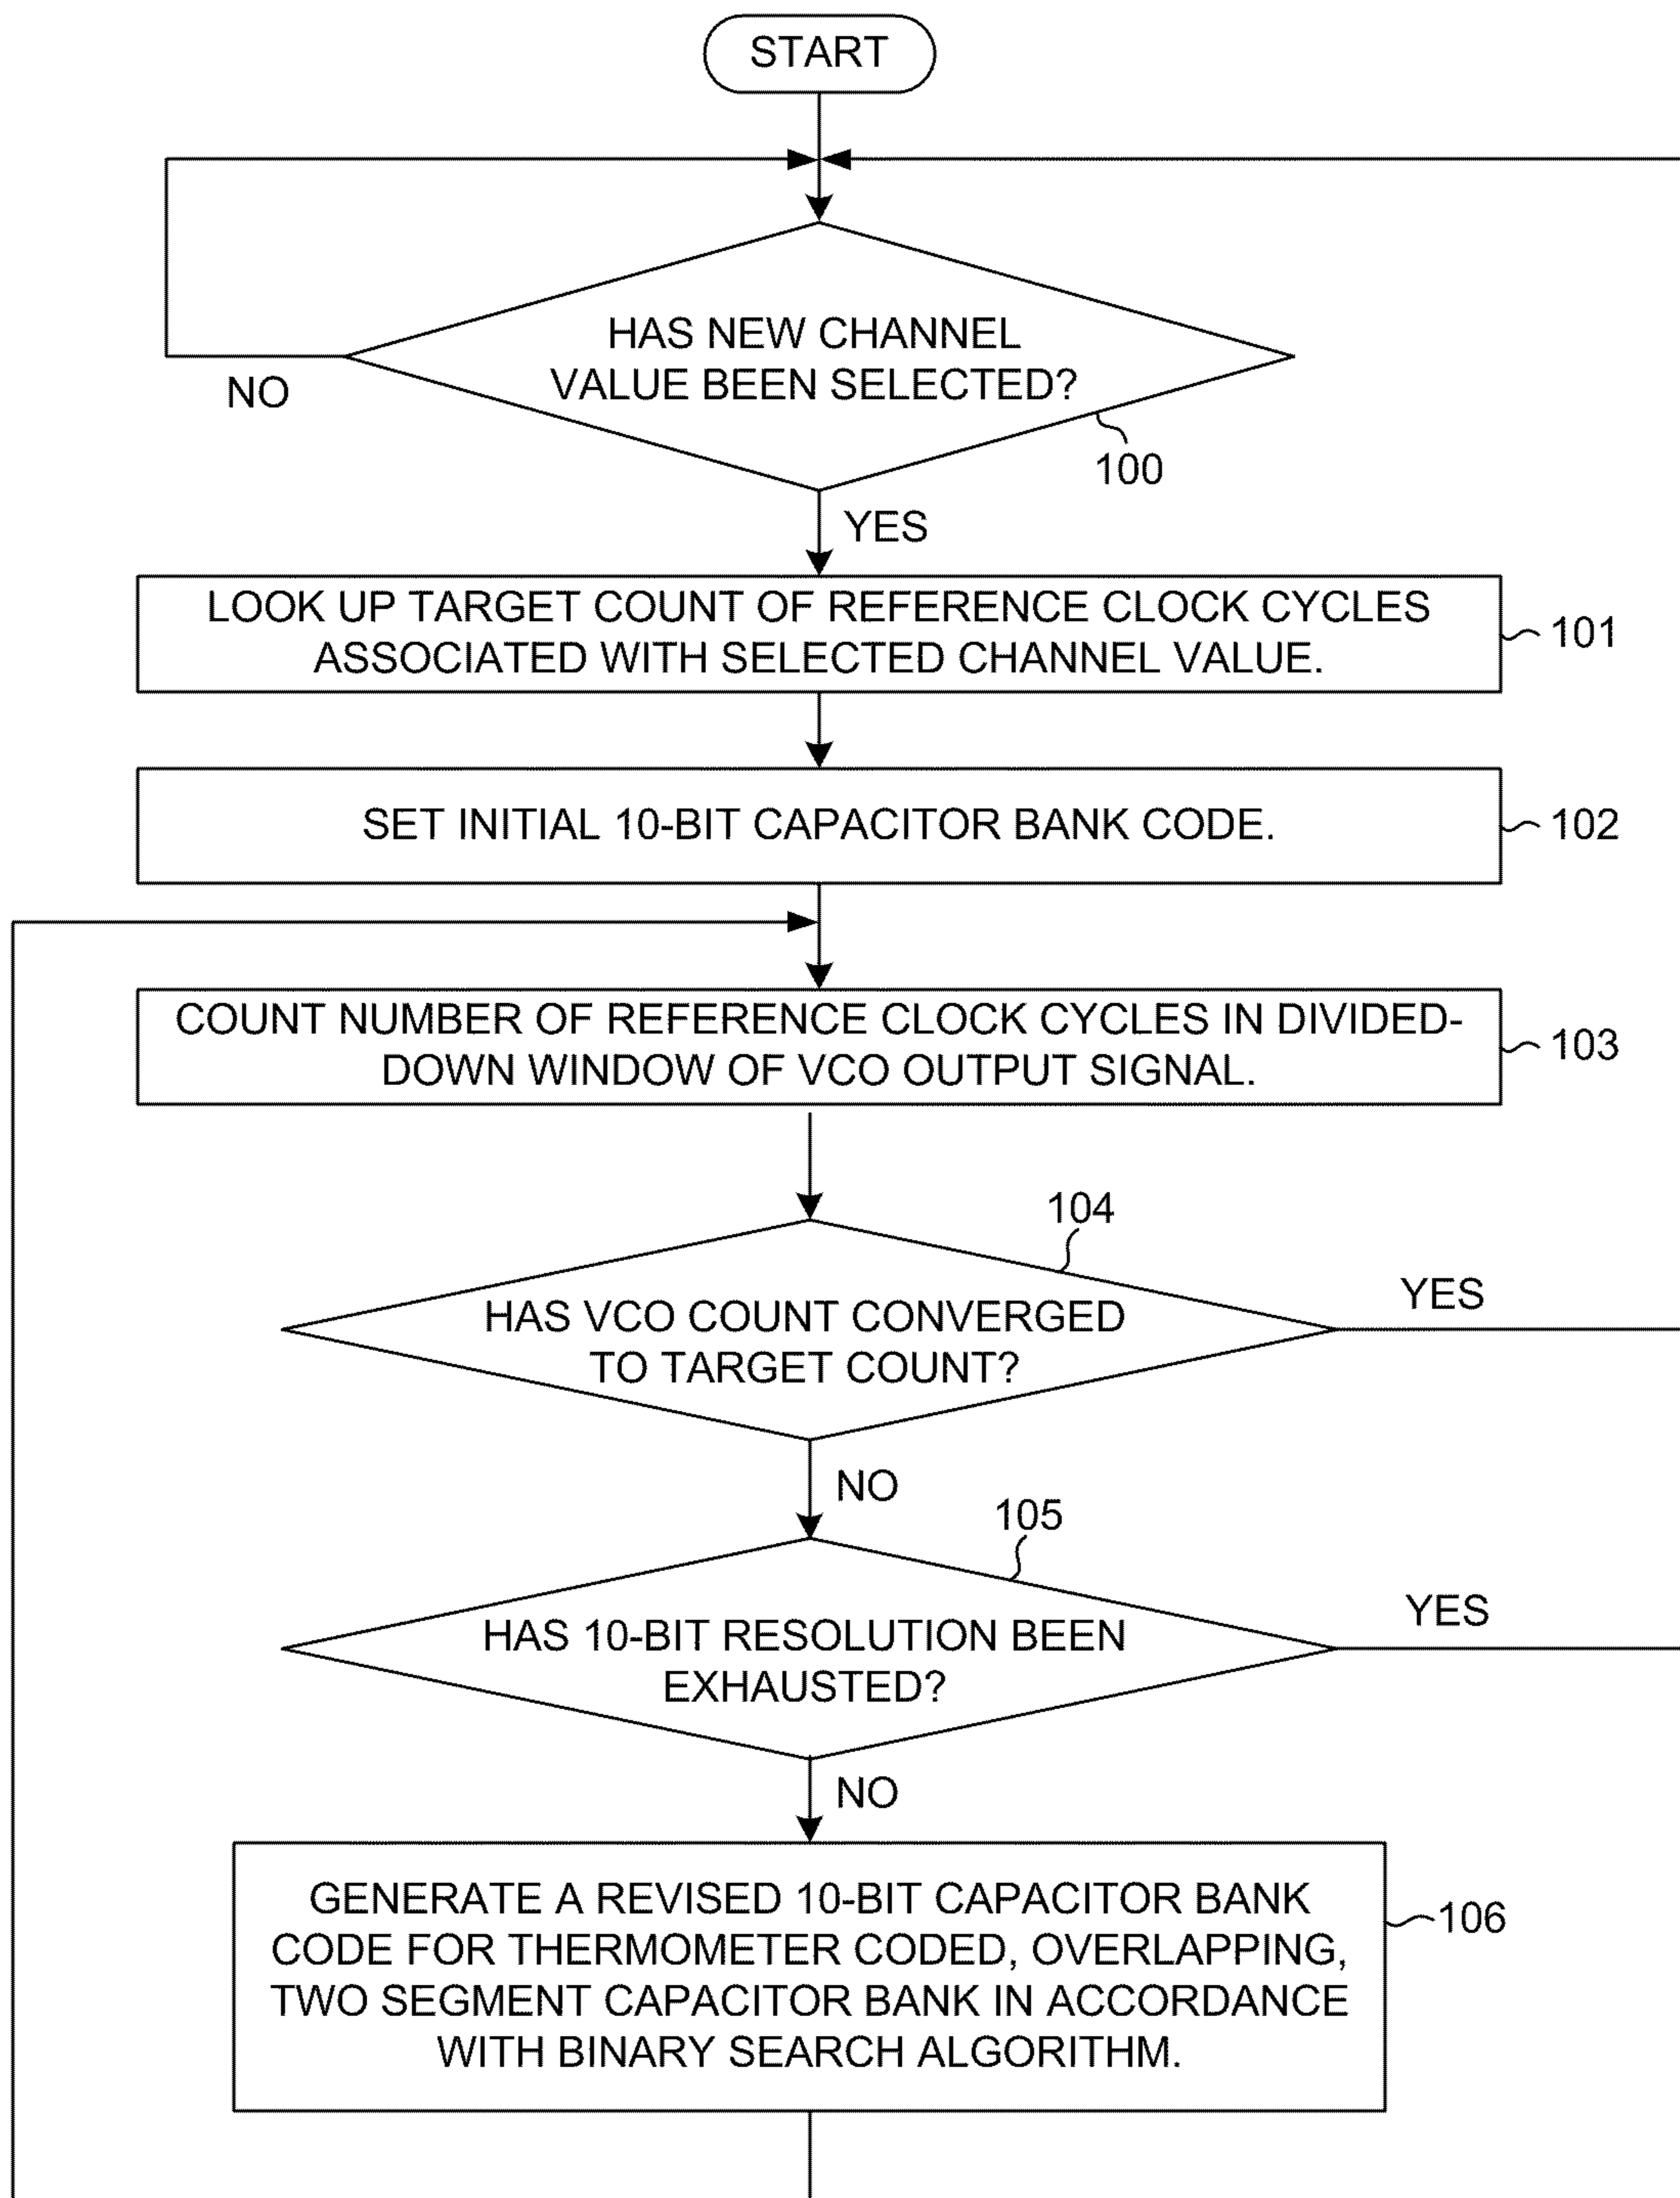 START
HAS NEW CHANNEL
VALUE BEEN SELECTED?
NO
100
YES
LOOK UP TARGET COUNT OF REFERENCE CLOCK CYCLES
ASSOCIATED WITH SELECTED CHANNEL VALUE.
101
SET INITIAL 10-BIT CAPACITOR BANK CODE.
102
COUNT NUMBER OF REFERENCE CLOCK CYCLES IN DIVIDED-
DOWN WINDOW OF VCO OUTPUT SIGNAL.
103
104
HAS VCO COUNT CONVERGED
TO TARGET COUNT?
YES
NO
105
HAS 10-BIT RESOLUTION BEEN
EXHAUSTED?
YES
NO
GENERATE A REVISED 10-BIT CAPACITOR BANK
CODE FOR THERMOMETER CODED, OVERLAPPING,
TWO SEGMENT CAPACITOR BANK IN ACCORDANCE
WITH BINARY SEARCH ALGORITHM.
106